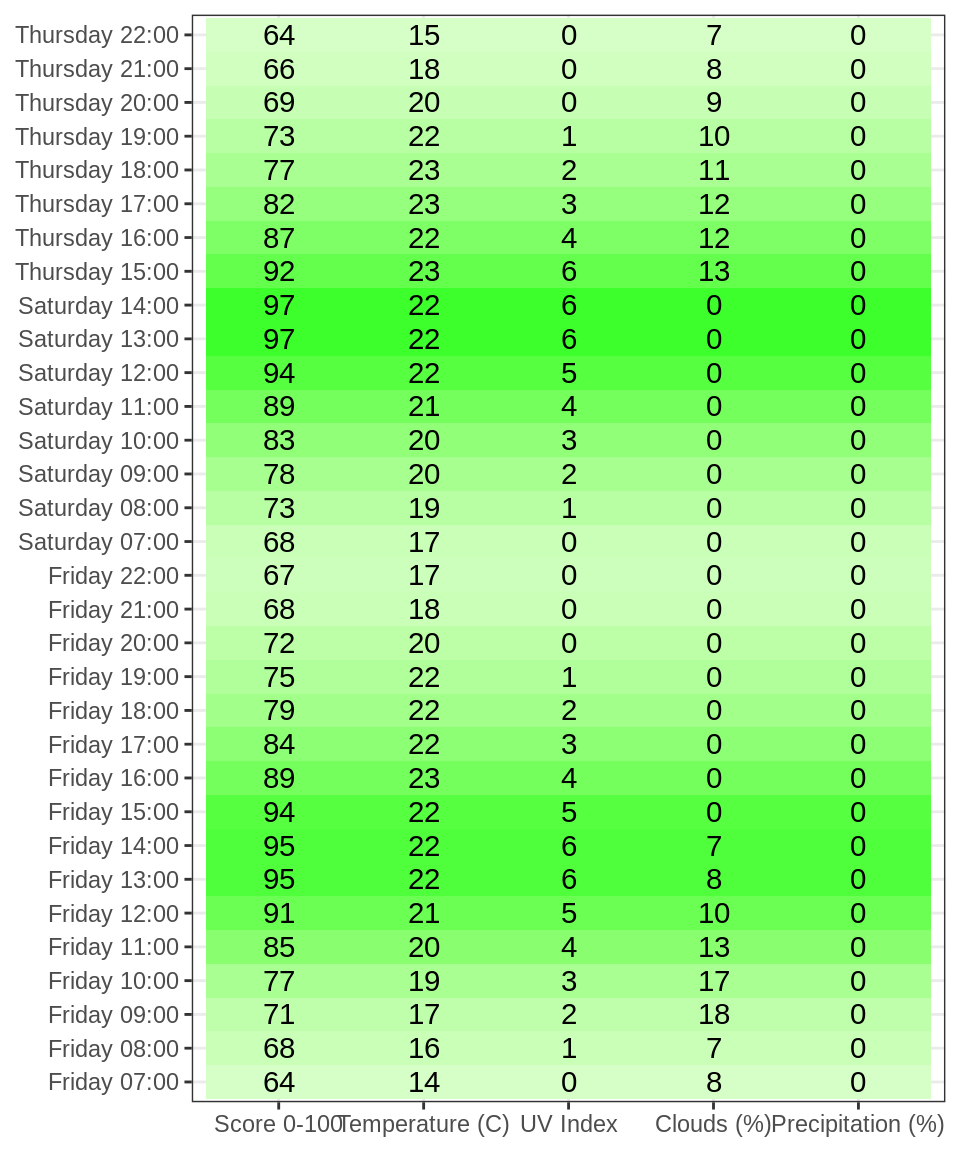 Thursday 22:00 64 15 0 7 0
Thursday 21:00 66 18 0 8 0
Thursday 20:00 69 20 0 9 0
Thursday 19:00 73 22 1 10 0
Thursday 18:00 77 23 2 11 0
Thursday 17:00 82 23 3 12 0
Thursday 16:00 87 22 4 12 0
Thursday 15:00 92 23 6 13 0
Saturday 14:00 97 22 6 0 0
Saturday 13:00 97 22 6 0 0
Saturday 12:00 94 22 5 0 0
Saturday 11:00 89 21 4 0 0
Saturday 10:00 83 20 3 0 0
Saturday 09:00 78 20 2 0 0
Saturday 08:00 73 19 1 0 0
Saturday 07:00 68 17 0 0 0
Friday 22:00 67 17 0 0 0
Friday 21:00 68 18 0 0 0
Friday 20:00 72 20 0 0 0
Friday 19:00 75 22 1 0 0
Friday 18:00 79 22 2 0 0
Friday 17:00 84 22 3 0 0
Friday 16:00 89 23 4 0 0
Friday 15:00 94 22 5 0 0
Friday 14:00 95 22 6 7 0
Friday 13:00 95 22 6 8 0
Friday 12:00 91 21 5 10 0
Friday 11:00 85 20 4 13 0
Friday 10:00 77 19 3 17 0
Friday 09:00 71 17 2 18 0
Friday 08:00 68 16 1 7 0
Friday 07:00 64 14 0 8 0
Score 0-100 Temperature (C) UV Index Clouds (%) Precipitation (%)